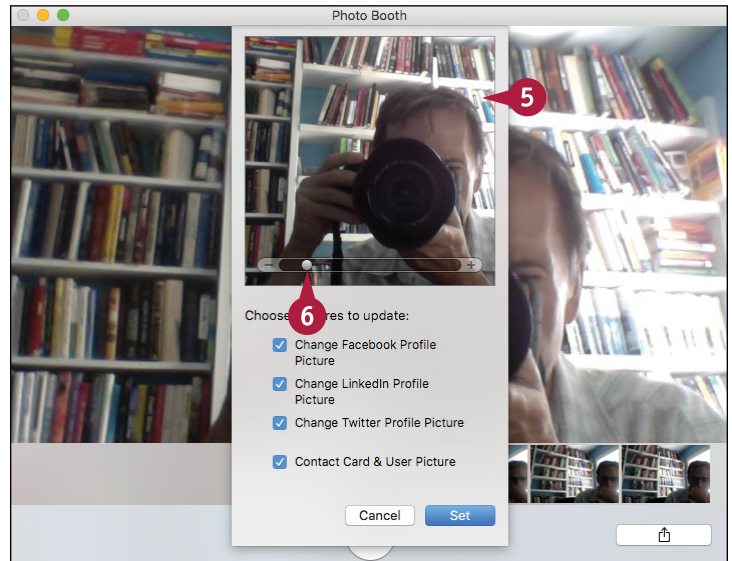 Photo Booth
5
6
Choose res to update:
Change Facebook Profile
Picture
Change LinkedIn Profile
Picture
Change Twitter Profile Picture
Contact Card & User Picture
Cancel
Set